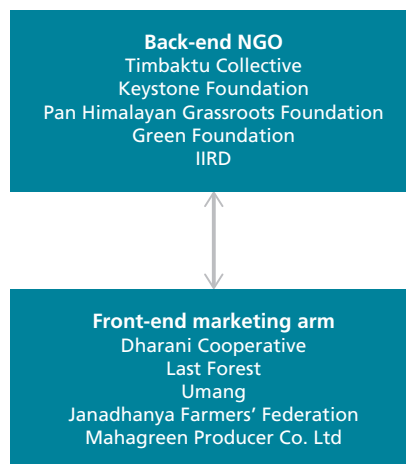 Back-end NGO
Timbaktu Collective
Keystone Foundation
Pan Himalayan Grassroots Foundation
Green Foundation
IIRD
Front-end marketing arm
Dharani Cooperative
Last Forest
Umang
Janadhanya Farmers’ Federation
Mahagreen Producer Co. Ltd